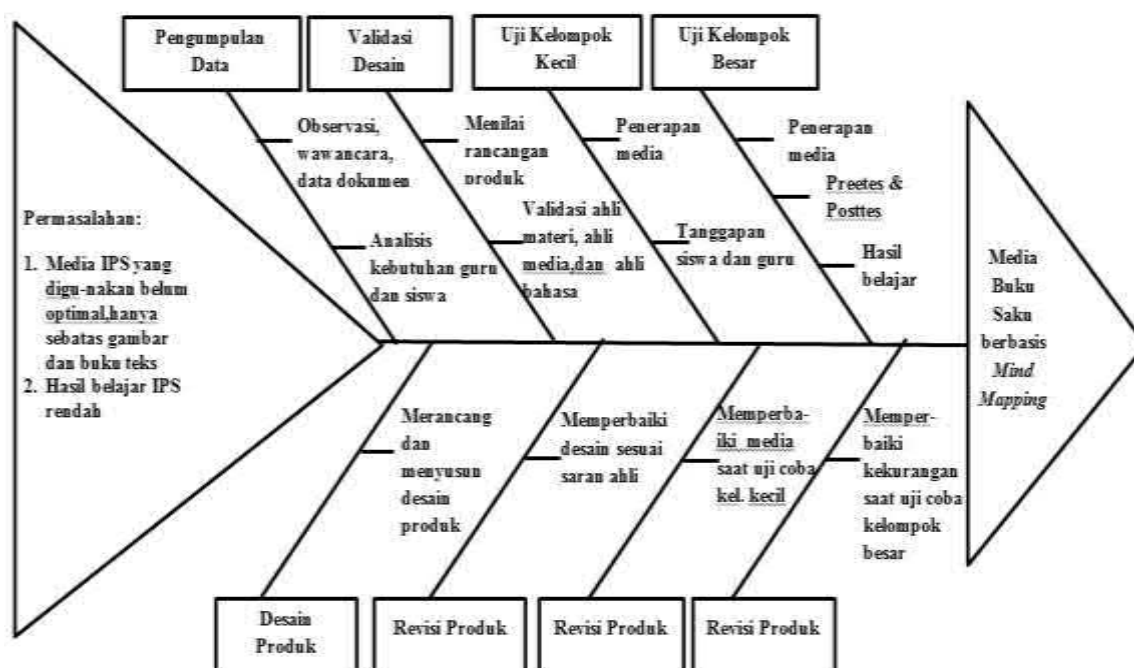 Pengumpulan
Data
Validasi
Desain
Uji Kelompok
Kecil
Uji Kelompok
Besar
Observasi,
wawancara,
data dokumen
Analisis
kebutuhan guru
dan siswa
Menilai
rancangan
produk
Validasi ahli
materi, ahli
media,dan ahli
bahasa
Penerapan
media
Tanggapan
siswa dan guru
Penerapan
media
Preetes &
Posttes
Hasil
belajar
Permasalahan:
1. Media IPS yang
digu-nakan belum
optimal,hanya
sebatas gambar
dan buku teks
2. Hasil belajar IPS
rendah
Media
Buku
Saku
berbasis
Mind
Mapping
Merancang
dan
menyusun
desain
produk
Memperbaiki
desain sesuai
saran ahli
Memperba-
iki media
saat uji coba
kel. kecil
Memper-
baiki
kekurangan
saat uji coba
kelompok
besar
Desain
Produk
Revisi Produk
Revisi Produk
Revisi Produk